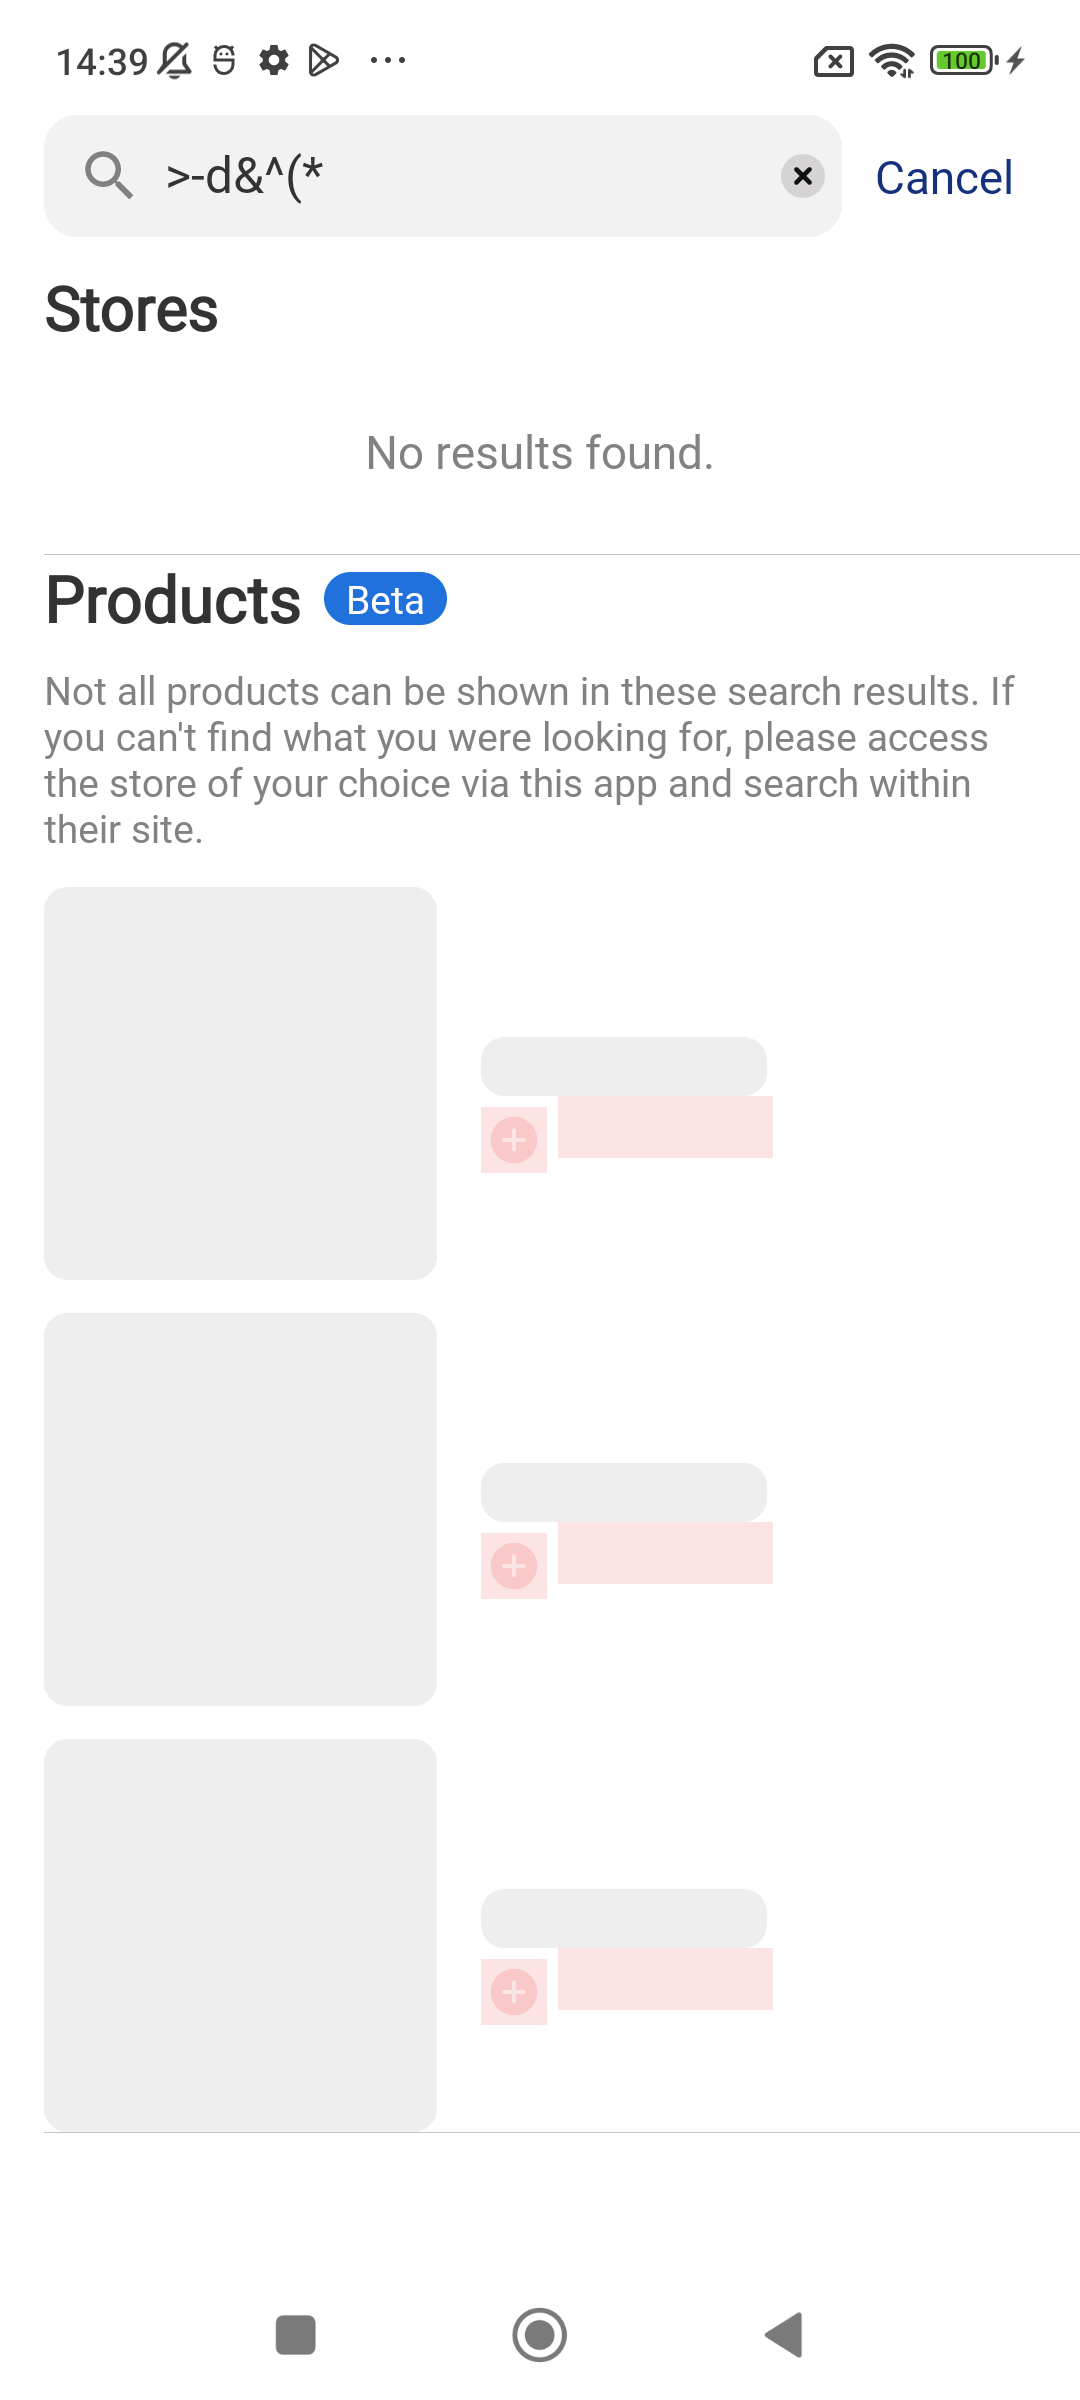 14:39
100
>-d&^(*
Cancel
Stores
No results found.
Products Beta
Not all products can be shown in these search results. If
you can't find what you were looking for, please access
the store of your choice via this app and search within
their site.